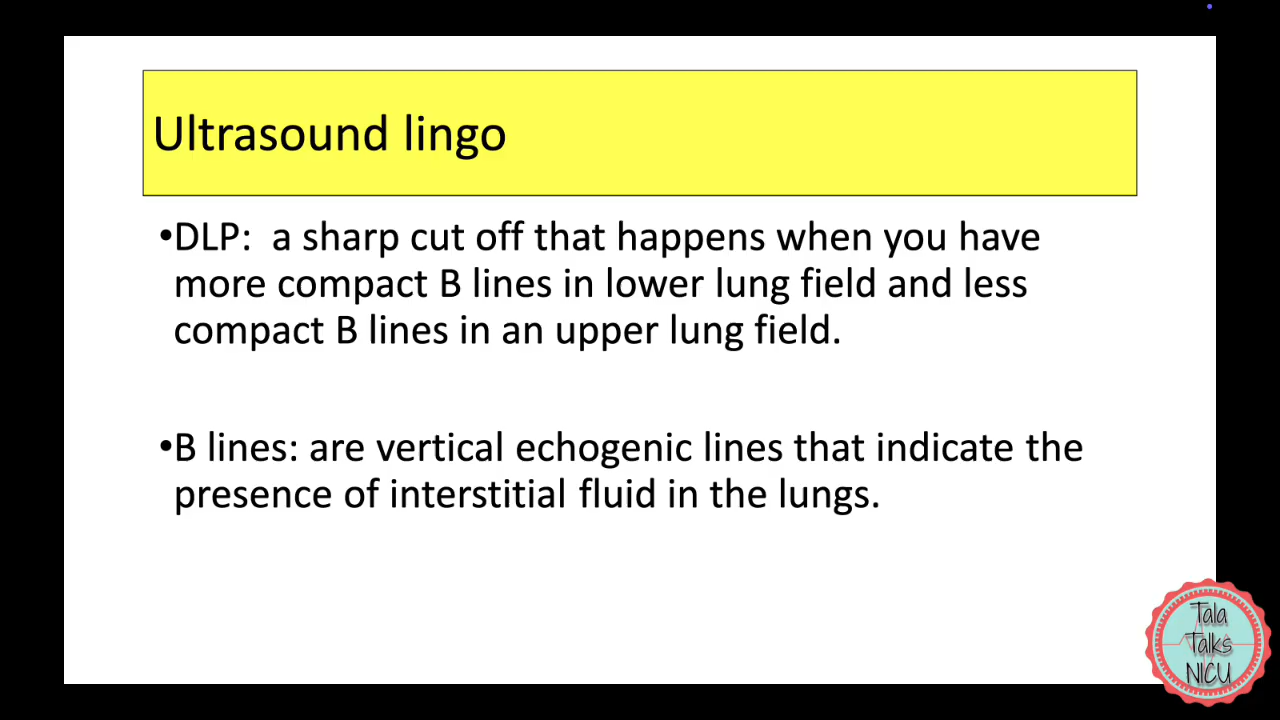 Ultrasound lingo
•DLP:  a sharp cut off that happens when you have
more compact B lines in lower lung field and less
compact B lines in an upper lung field.
•B lines: are vertical echogenic lines that indicate the
presence of interstitial fluid in the lungs.
Tala
Talks
NICU